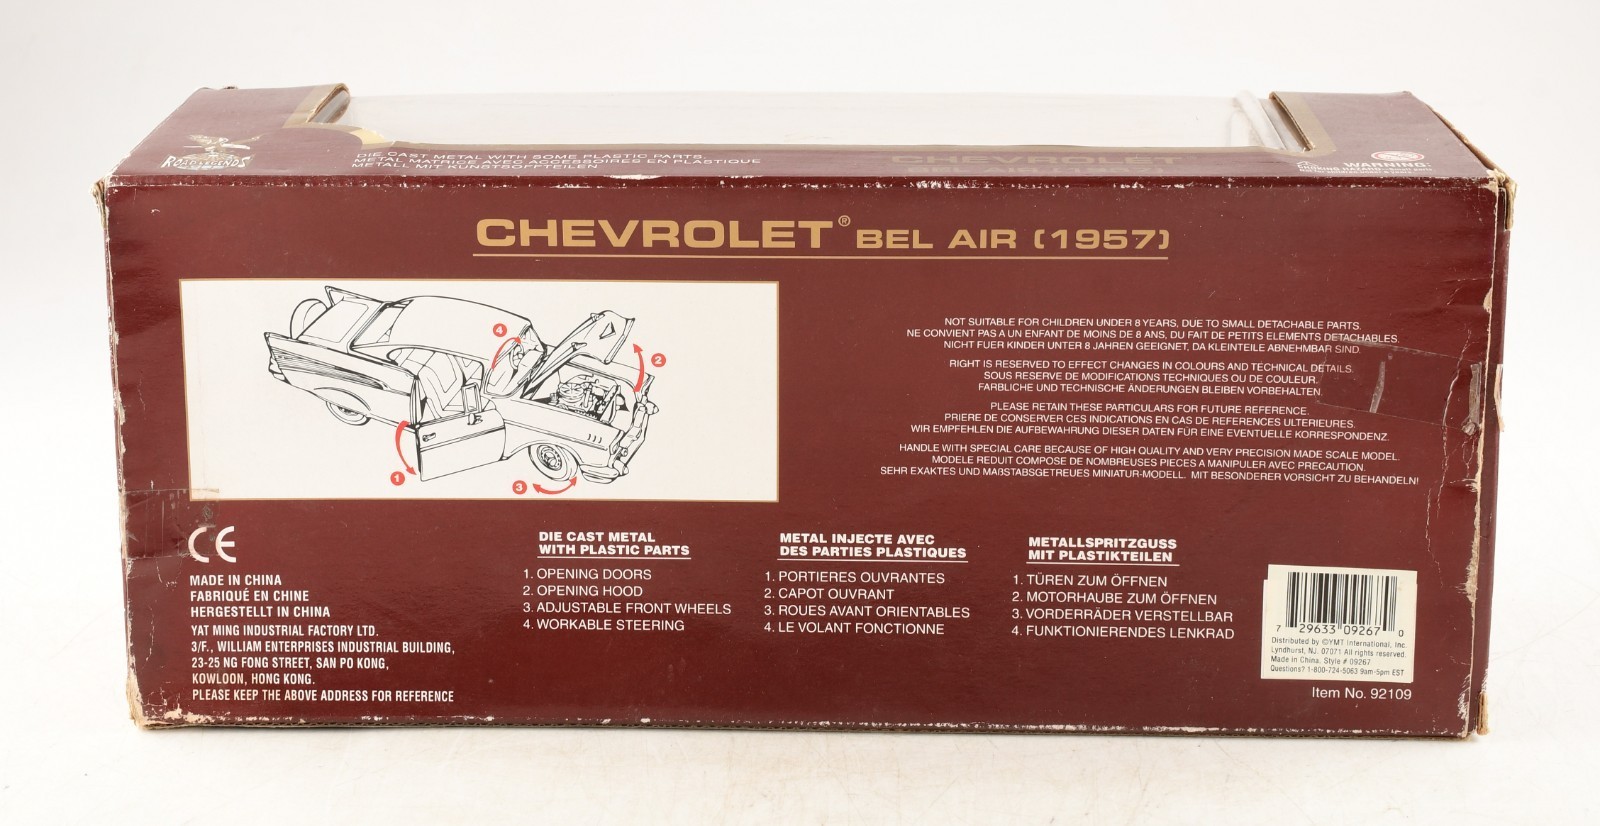 ROAD LEGENDS
DIE CAST METAL WITH SOME PLASTIC PARTS.
METAL MATRICE AVEC ACCESSOIRES EN PLASTIQUE
METALL MIT KUNSTSOFFTEILEN
CHEVROLET
BEL AIR (1957)
WARNING:
CHEVROLET® BEL AIR (1957)
4
2
1
3
NOT SUITABLE FOR CHILDREN UNDER 8 YEARS, DUE TO SMALL DETACHABLE PARTS.
NE CONVIENT PAS A UN ENFANT DE MOINS DE 8 ANS, DU FAIT DE PETITS ELEMENTS DETACHABLES.
NICHT FUER KINDER UNTER 8 JAHREN GEEIGNET, DA KLEINTEILE ABNEHMBAR SIND.
RIGHT IS RESERVED TO EFFECT CHANGES IN COLOURS AND TECHNICAL DETAILS.
SOUS RESERVE DE MODIFICATIONS TECHNIQUES OU DE COULEUR.
FARBLICHE UND TECHNISCHE ÄNDERUNGEN BLEIBEN VORBEHALTEN.
PLEASE RETAIN THESE PARTICULARS FOR FUTURE REFERENCE.
PRIERE DE CONSERVER CES INDICATIONS EN CAS DE REFERENCES ULTERIEURES.
WIR EMPFEHLEN DIE AUFBEWAHRUNG DIESER DATEN FÜR EINE EVENTUELLE KORRESPONDENZ.
HANDLE WITH SPECIAL CARE BECAUSE OF HIGH QUALITY AND VERY PRECISION MADE SCALE MODEL.
MODELE REDUIT COMPOSE DE NOMBREUSES PIECES A MANIPULER AVEC PRECAUTION.
SEHR EXAKTES UND MAßSTABSGETREUES MINIATUR-MODELL. MIT BESONDERER VORSICHT ZU BEHANDELN!
CE
MADE IN CHINA
FABRIQUÉ EN CHINE
HERGESTELLT IN CHINA
YAT MING INDUSTRIAL FACTORY LTD.
3/F., WILLIAM ENTERPRISES INDUSTRIAL BUILDING,
23-25 NG FONG STREET, SAN PO KONG,
KOWLOON, HONG KONG.
PLEASE KEEP THE ABOVE ADDRESS FOR REFERENCE
DIE CAST METAL
WITH PLASTIC PARTS
1. OPENING DOORS
2. OPENING HOOD
3. ADJUSTABLE FRONT WHEELS
4. WORKABLE STEERING
METAL INJECTE AVEC
DES PARTIES PLASTIQUES
1. PORTIERES OUVRANTES
2. CAPOT OUVRANT
3. ROUES AVANT ORIENTABLES
4. LE VOLANT FONCTIONNE
METALLSPRITZGUSS
MIT PLASTIKTEILEN
1. TÜREN ZUM ÖFFNEN
2. MOTORHAUBE ZUM ÖFFNEN
3. VORDERRÄDER VERSTELLBAR
4. FUNKTIONIERENDES LENKRAD
7 29633 09267 0
Distributed by ©YMT International, Inc.
Lyndhurst, NJ. 07071 All rights reserved.
Made in China. Style # 09267
Questions? 1-800-724-5063 9am-5pm EST
Item No. 92109